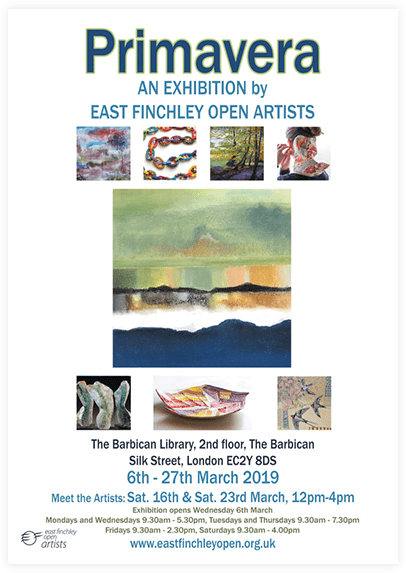 Primavera
AN EXHIBITION by
EAST FINCHLEY OPEN ARTISTS
The Barbican Library, 2nd floor, The Barbican
Silk Street, London EC2Y 8DS
6th - 27th March 2019
Meet the Artists: Sat. 16th & Sat. 23rd March, 12pm-4pm
Exhibition opens Wednesday 6th March
Mondays and Wednesdays 9.30am - 5.30pm, Tuesdays and Thursdays 9.30am - 7.30pm
Fridays 9.30am - 2.30pm, Saturdays 9.30am - 4.00pm
east finchley
open
artists
www.eastfinchleyopen.org.uk